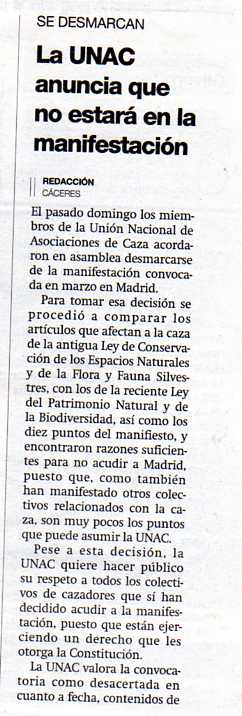 SE DESMARCAN
La UNAC
anuncia que
no estará en la
manifestación
REDACCIÓN
CÁCERES
El pasado domingo los miem-
bros de la Unión Nacional de
Asociaciones de Caza acorda-
ron en asamblea desmarcarse
de la manifestación convoca-
da en marzo en Madrid.
Para tomar esa decisión se
procedió a comparar los
artículos que afectan a la caza
de la antigua Ley de Conserva-
ción de los Espacios Naturales
y de la Flora y Fauna Silves-
tres, con los de la reciente Ley
del Patrimonio Natural y de
la Biodiversidad, así como los
diez puntos del manifiesto, y
encontraron razones suficien-
tes para no acudir a Madrid,
puesto que, como también
han manifestado otros colec-
tivos relacionados con la ca-
za, son muy pocos los puntos
que puede asumir la UNAC.
Pese a esta decisión, la
UNAC quiere hacer público
su respeto a todos los colecti-
vos de cazadores que sí han
decidido acudir a la manifes-
tación, puesto que están ejer-
ciendo un derecho que les
otorga la Constitución.
La UNAC valora la convoca-
toria como desacertada en
cuanto a fecha, contenidos de